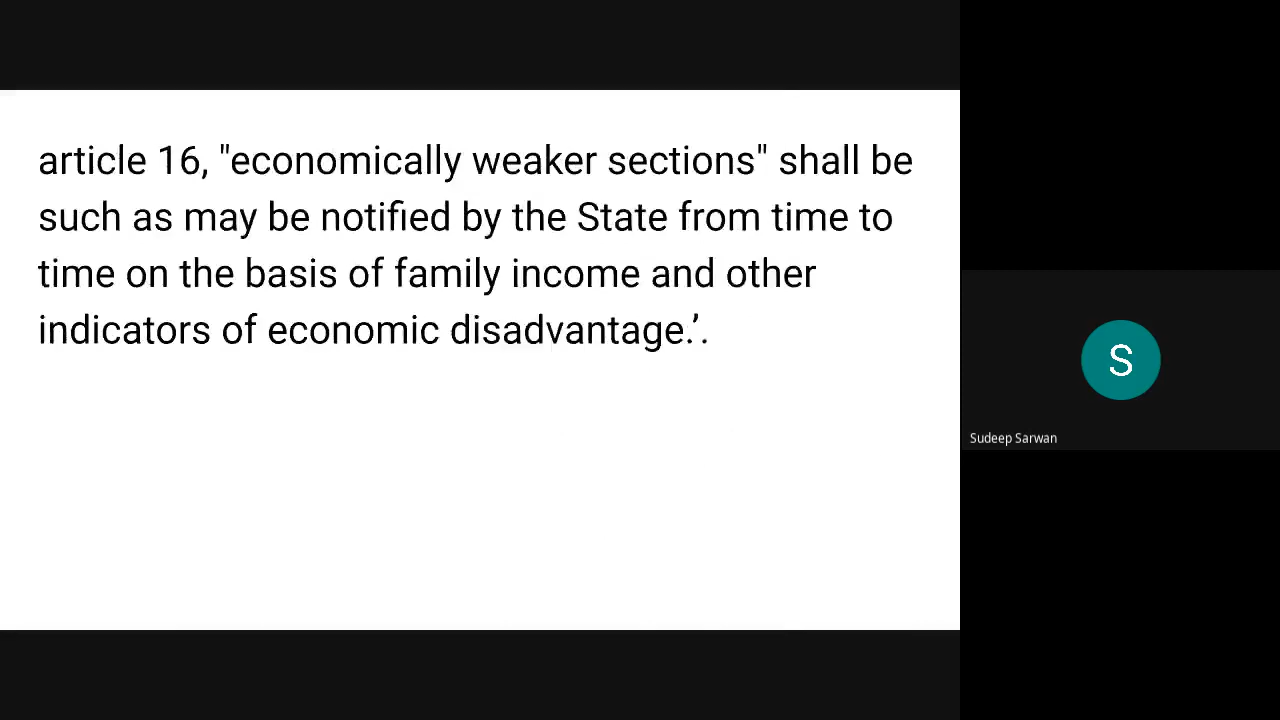 article 16, "economically weaker sections" shall be
such as may be notified by the State from time to
time on the basis of family income and other
indicators of economic disadvantage.’.
S
Sudeep Sarwan